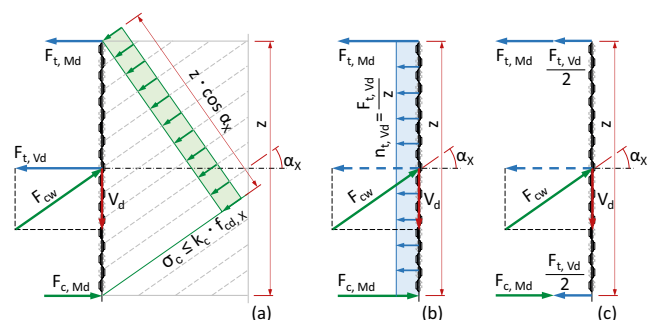 F_t, Md
z · cos α_X
z
F_t, Vd
α_X
F_cw
V_d
σ_c ≤ k_c · f_cd, X
F_c, Md
(a)
F_t, Md
n_t, Vd = F_t, Vd / z
z
α_X
F_cw
V_d
F_c, Md
(b)
F_t, Md
F_t, Vd / 2
z
α_X
F_cw
V_d
F_t, Vd / 2
F_c, Md
(c)